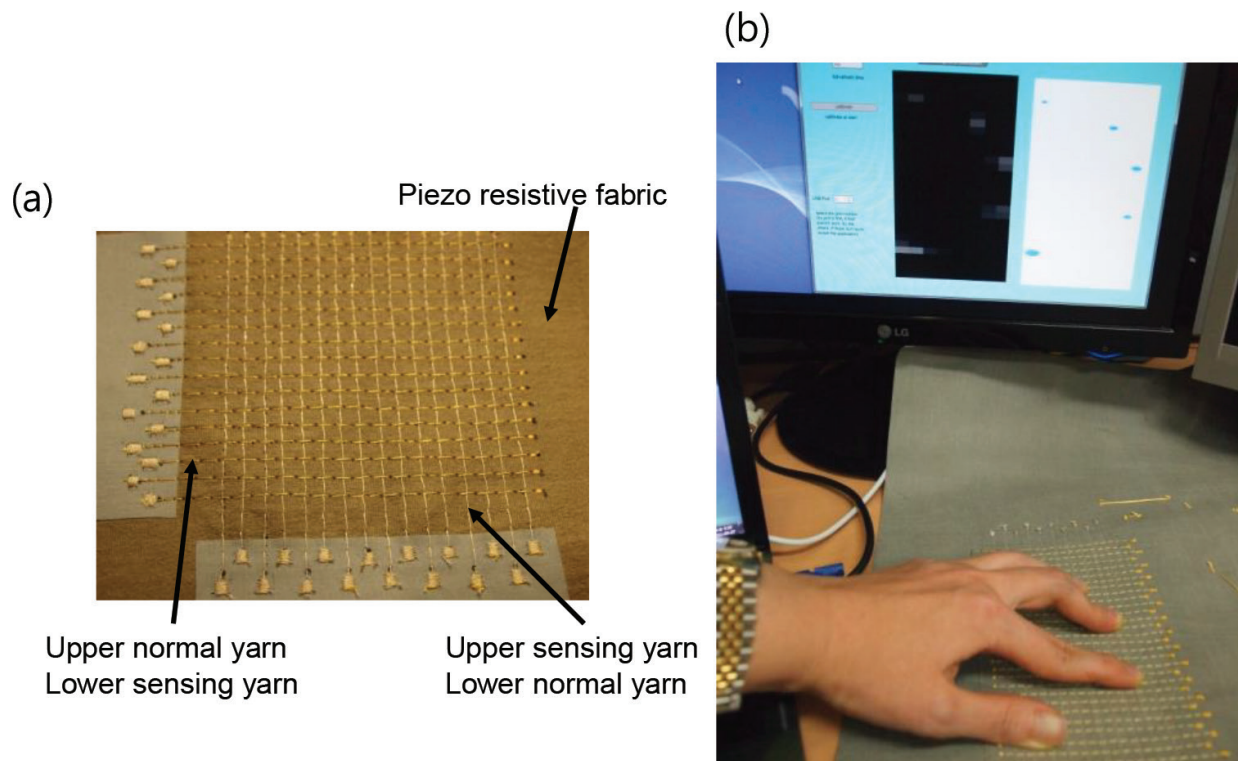 (b)
(a)
Piezo resistive fabric
Upper normal yarn
Lower sensing yarn
Upper sensing yarn
Lower normal yarn
LG